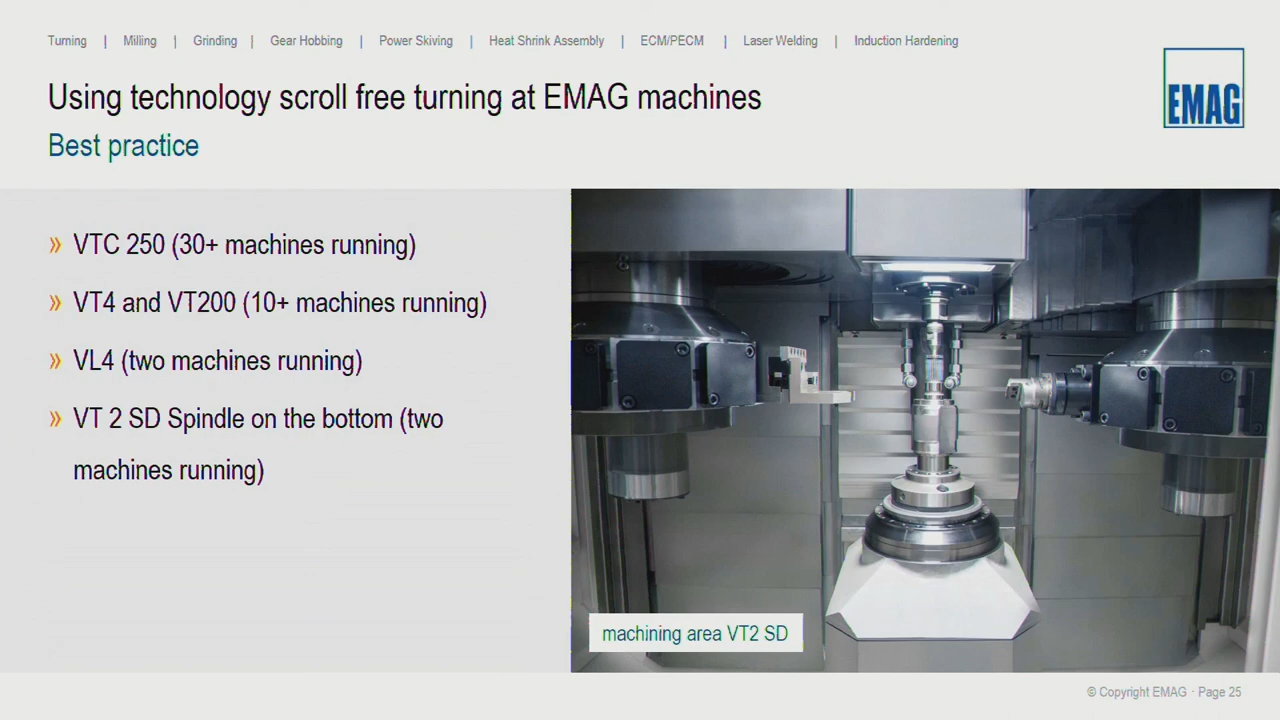 Turning | Milling | Grinding | Gear Hobbing | Power Skiving | Heat Shrink Assembly | ECM/PECM | Laser Welding | Induction Hardening
Using technology scroll free turning at EMAG machines
EMAG
Best practice
» VTC 250 (30+ machines running)
» VT4 and VT200 (10+ machines running)
» VL4 (two machines running)
» VT 2 SD Spindle on the bottom (two
machines running)
machining area VT2 SD
© Copyright EMAG · Page 25